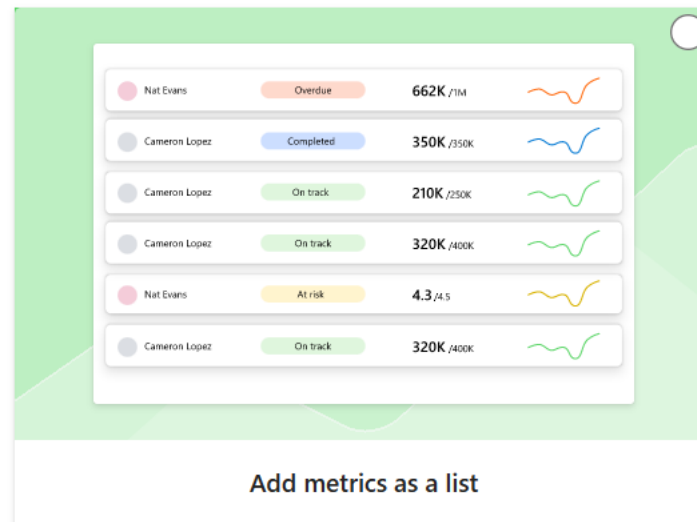 Nat Evans Overdue 662K /1M
Cameron Lopez Completed 350K /350K
Cameron Lopez On track 210K /250K
Cameron Lopez On track 320K /400K
Nat Evans At risk 4.3 /4.5
Cameron Lopez On track 320K /400K
Add metrics as a list